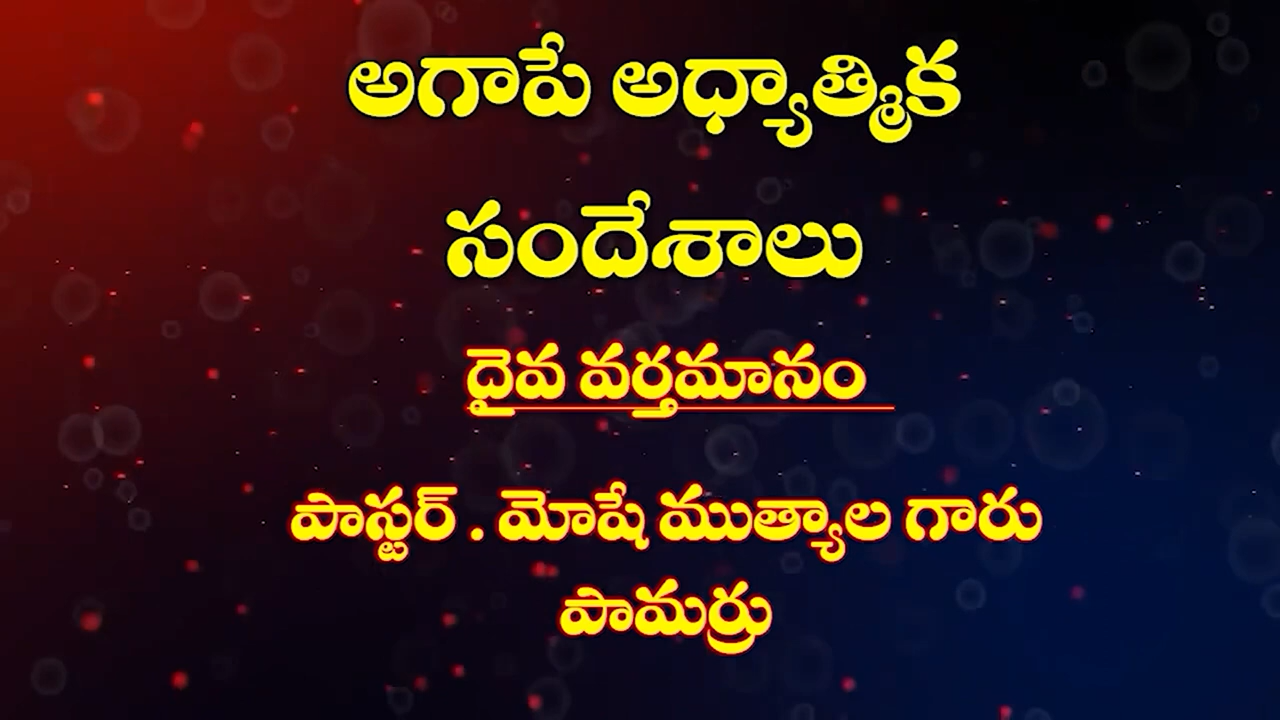 అగాపే అధ్యాత్మిక
సందేశాలు
దైవ వర్తమానం
పాస్టర్ . మోషే ముత్యాల గారు
పామర్రు